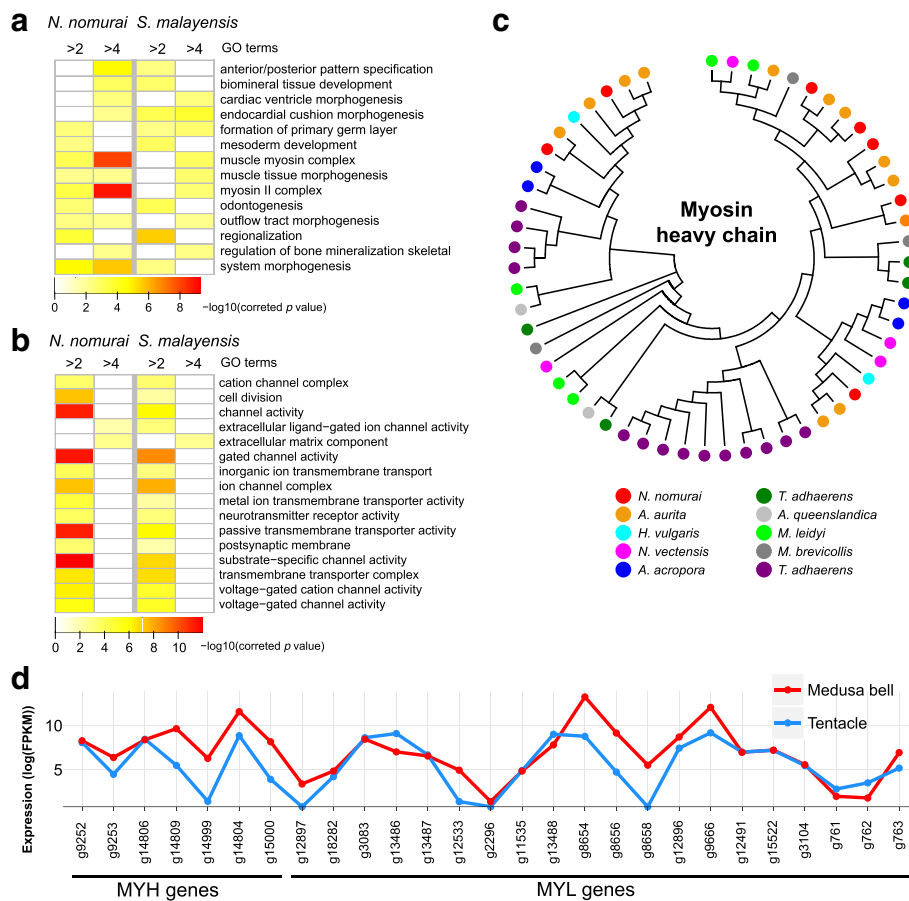 a
N. nomurai S. malayensis
>2 >4 >2 >4 GO terms
anterior/posterior pattern specification
biomineral tissue development
cardiac ventricle morphogenesis
endocardial cushion morphogenesis
formation of primary germ layer
mesoderm development
muscle myosin complex
muscle tissue morphogenesis
myosin II complex
odontogenesis
outflow tract morphogenesis
regionalization
regulation of bone mineralization skeletal
system morphogenesis
0 2 4 6 8 −log10(correted p value)
b
N. nomurai S. malayensis
>2 >4 >2 >4 GO terms
cation channel complex
cell division
channel activity
extracellular ligand−gated ion channel activity
extracellular matrix component
gated channel activity
inorganic ion transmembrane transport
ion channel complex
metal ion transmembrane transporter activity
neurotransmitter receptor activity
passive transmembrane transporter activity
postsynaptic membrane
substrate−specific channel activity
transmembrane transporter complex
voltage−gated cation channel activity
voltage−gated channel activity
0 2 4 6 8 10 −log10(correted p value)
c
Myosin
heavy chain
N. nomurai
A. aurita
H. vulgaris
N. vectensis
A. acropora
T. adhaerens
A. queenslandica
M. leidyi
M. brevicollis
T. adhaerens
d
Expression (log(FPKM))
10
5
Medusa bell
Tentacle
g9252 g9253 g14806 g14809 g14999 g14804 g15000 g12897 g18282 g3083 g13486 g13487 g12533 g2296 g11535 g13488 g8654 g8656 g8658 g12896 g9666 g12491 g15522 g3104 g761 g762 g763
MYH genes MYL genes